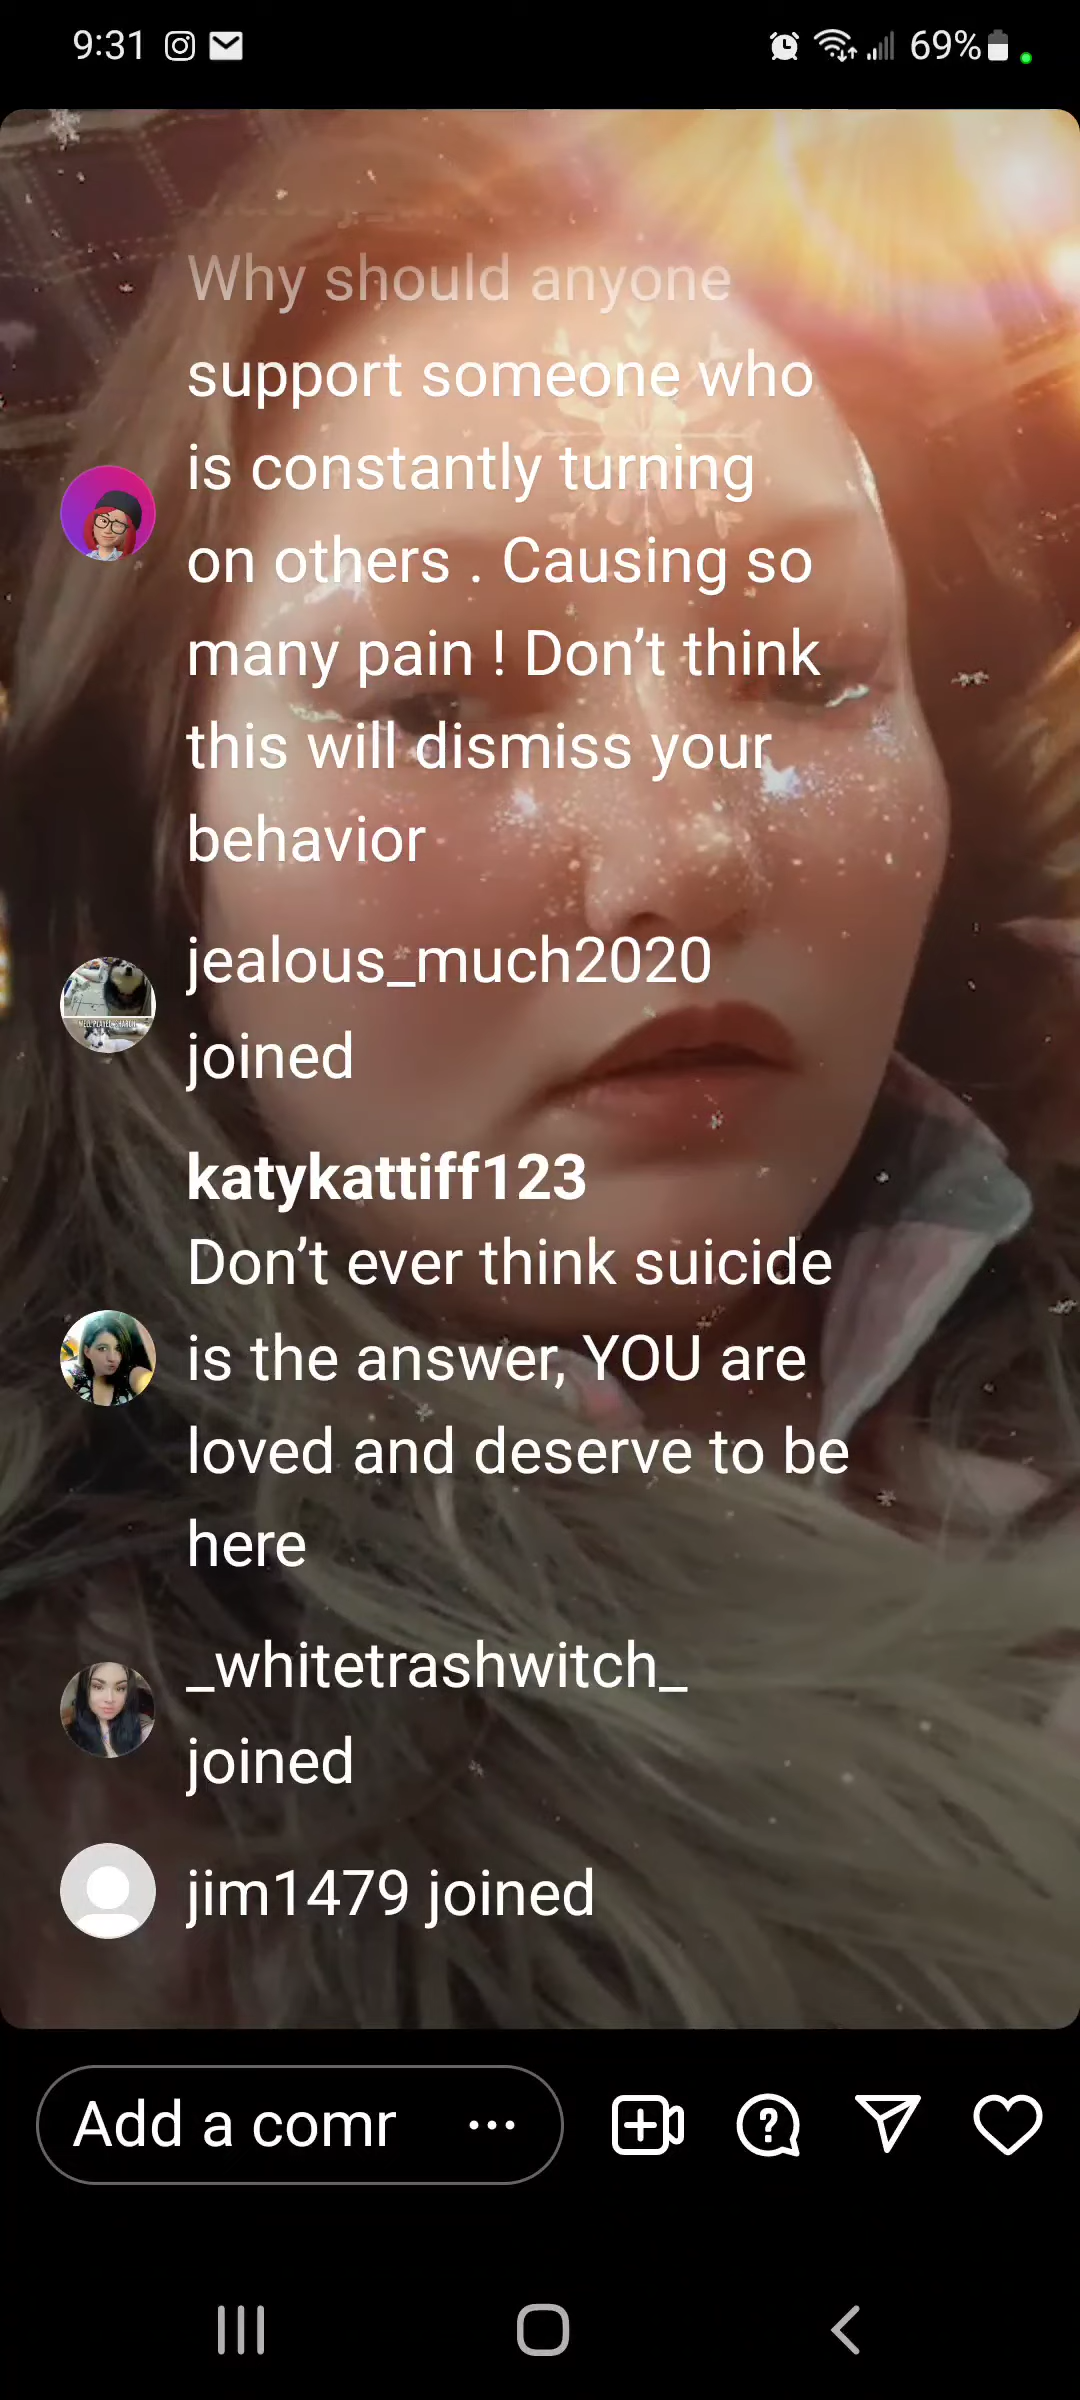 9:31
69%
Why should anyone
support someone who
is constantly turning
on others . Causing so
many pain ! Don’t think
this will dismiss your
behavior
jealous_much2020
joined
katykattiff123
Don’t ever think suicide
is the answer, YOU are
loved and deserve to be
here
_whitetrashwitch_
joined
jim1479 joined
Add a comr